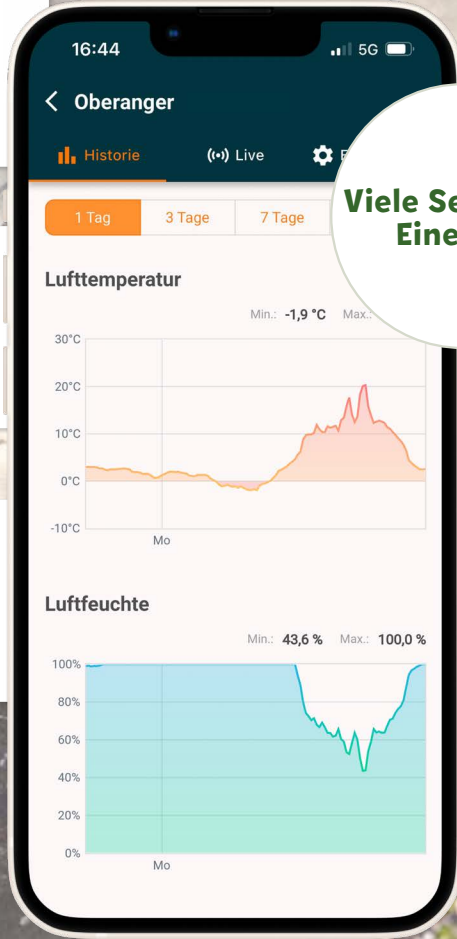 16:44
5G
Oberanger
Historie
Live
1 Tag
3 Tage
7 Tage
Viele
Eine
Lufttemperatur
Min.: -1,9 °C
Max.:
30°C
20°C
10°C
0°C
-10°C
Mo
Luftfeuchte
Min.: 43,6 %
Max.: 100,0 %
100%
80%
60%
40%
20%
0%
Mo